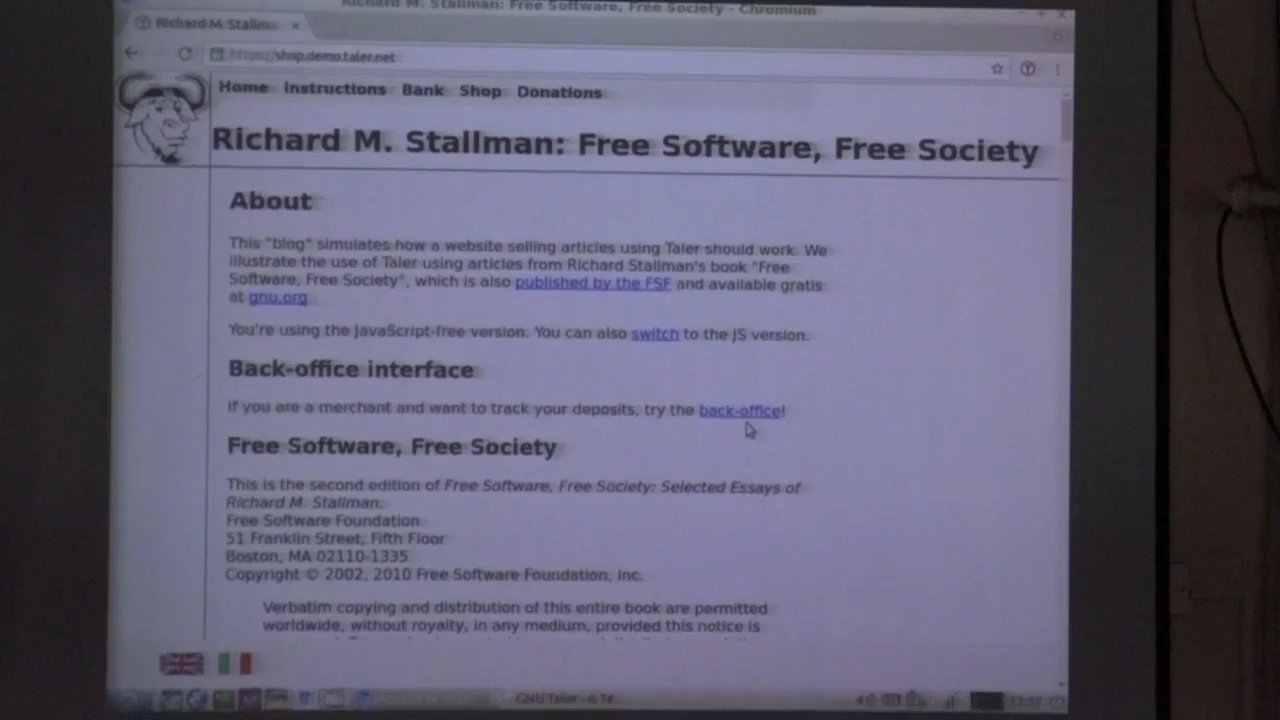 Richard M. Stallman: Free Software, Free Society - Chromium
Richard M. Stallm
https://shop.demo.taler.net
Home Instructions Bank Shop Donations
Richard M. Stallman: Free Software, Free Society
About
This "blog" simulates how a website selling articles using Taler should work. We
illustrate the use of Taler using articles from Richard Stallman's book "Free
Software, Free Society", which is also published by the FSF and available gratis
at gnu.org.
You're using the JavaScript-free version. You can also switch to the JS version.
Back-office interface
If you are a merchant and want to track your deposits, try the back-office!
Free Software, Free Society
This is the second edition of Free Software, Free Society: Selected Essays of
Richard M. Stallman.
Free Software Foundation
51 Franklin Street, Fifth Floor
Boston, MA 02110-1335
Copyright © 2002, 2010 Free Software Foundation, Inc.
Verbatim copying and distribution of this entire book are permitted
worldwide, without royalty, in any medium, provided this notice is
GNU Taler - 6 Te..
13:57